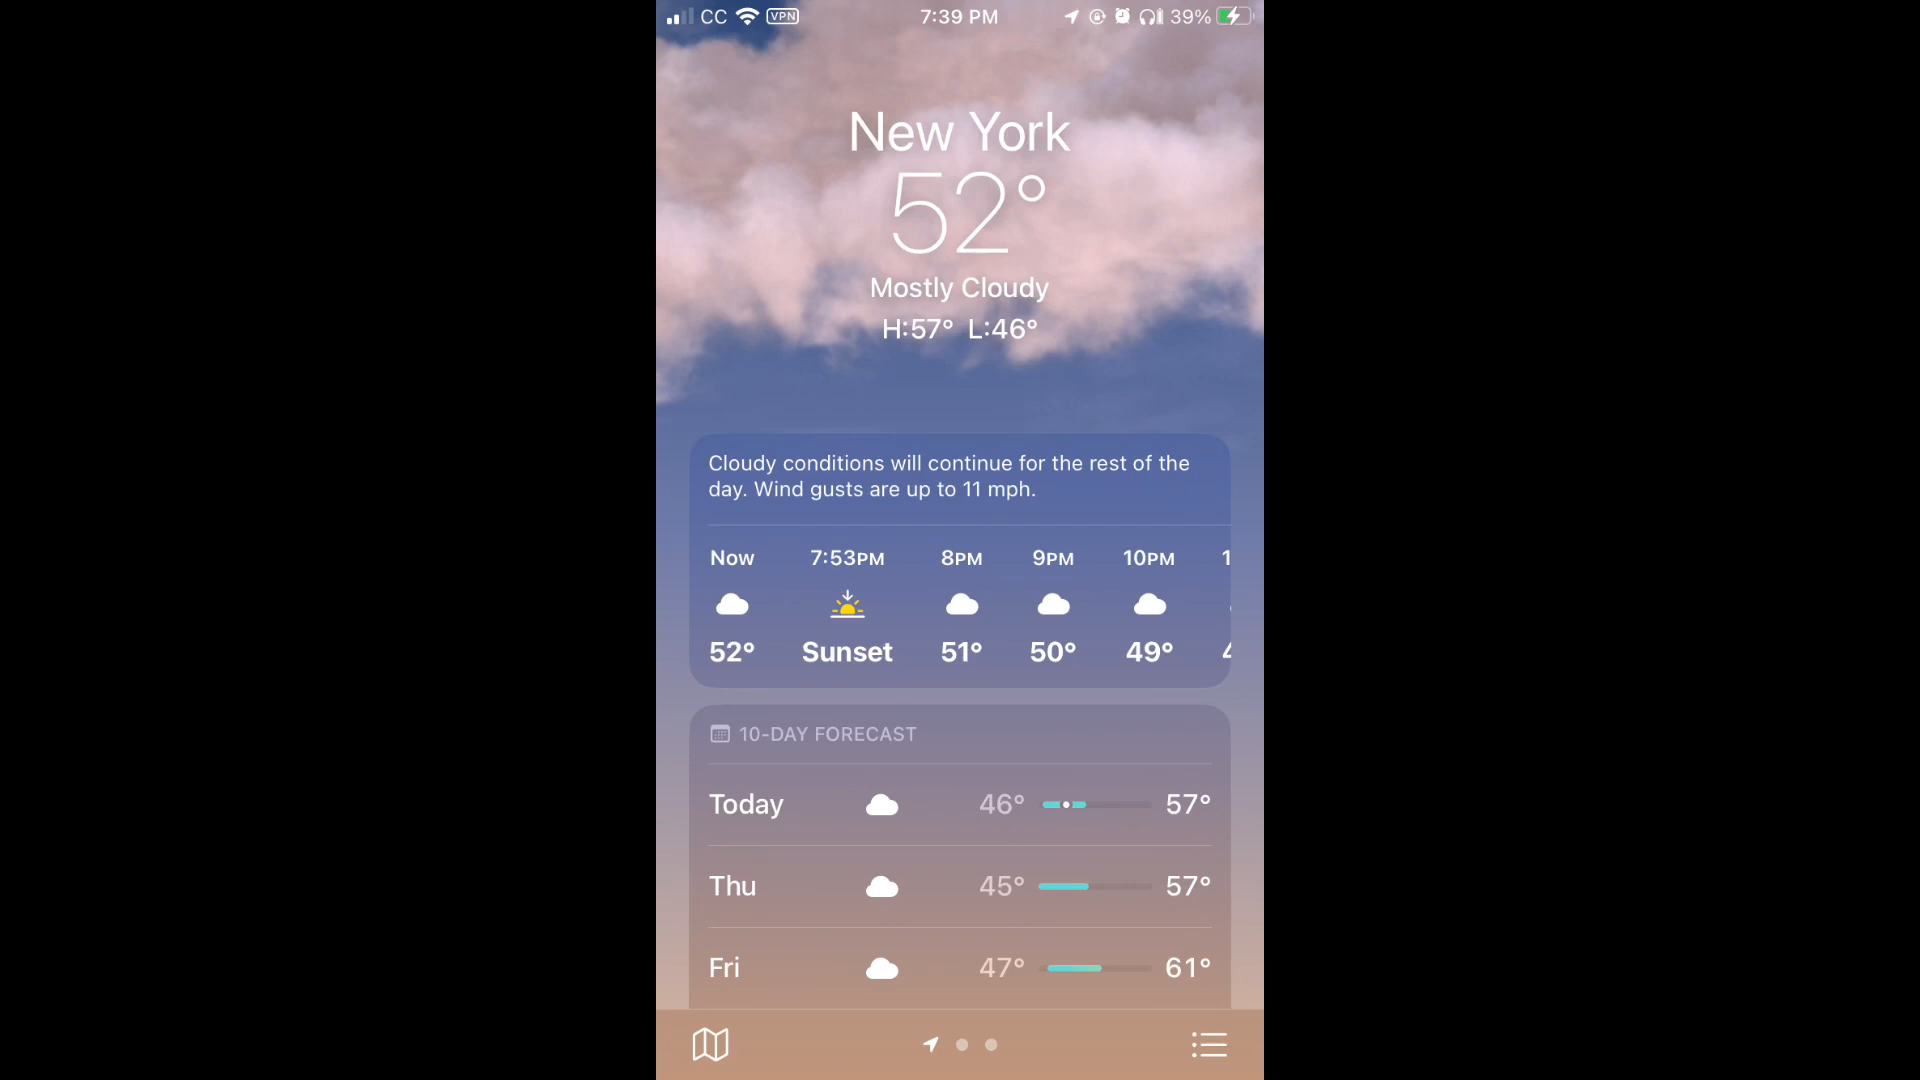 CC VPN 7:39 PM 39%
New York
52°
Mostly Cloudy
H:57° L:46°
Cloudy conditions will continue for the rest of the
day. Wind gusts are up to 11 mph.
Now 7:53PM 8PM 9PM 10PM
52° Sunset 51° 50° 49°
10-DAY FORECAST
Today 46° 57°
Thu 45° 57°
Fri 47° 61°